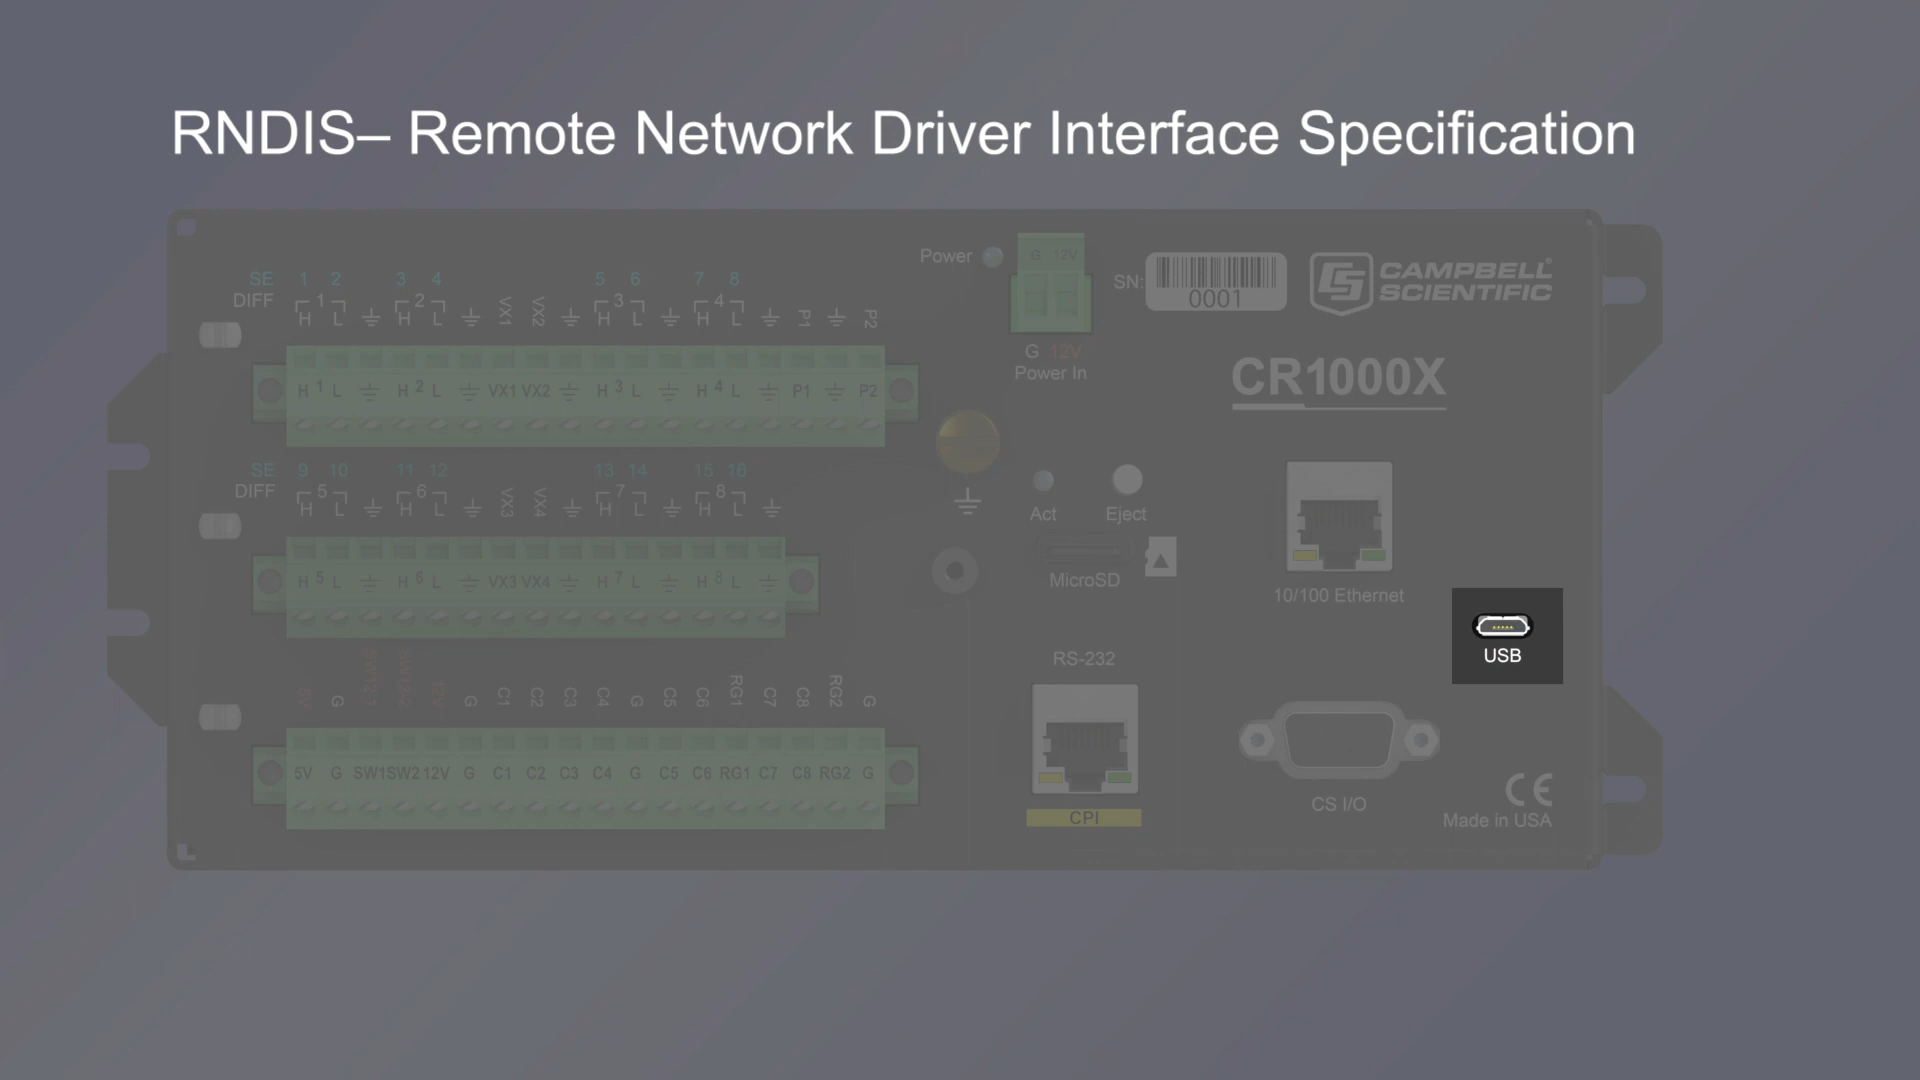 RNDIS– Remote Network Driver Interface Specification
Power
G 12V
SN:
0001
CAMPBELL
SCIENTIFIC®
SE 1 2 3 4 5 6 7 8
DIFF 1 2 3 4
H L H L VX1 VX2 H L H L P1 P2
G 12V
Power In
CR1000X
H 1 L H 2 L VX1 VX2 H 3 L H 4 L P1 P2
SE 9 10 11 12 13 14 15 16
DIFF 5 6 7 8
H L H L VX3 VX4 H L H L
Act
Eject
MicroSD
H 5 L H 6 L VX3 VX4 H 7 L H 8 L
10/100 Ethernet
USB
RS-232
5V G SW12-1 SW12-2 12V G C1 C2 C3 C4 G C5 C6 RG1 C7 C8 RG2 G
5V G SW1 SW2 12V G C1 C2 C3 C4 G C5 C6 RG1 C7 C8 RG2 G
CPI
CS I/O
CE
Made in USA